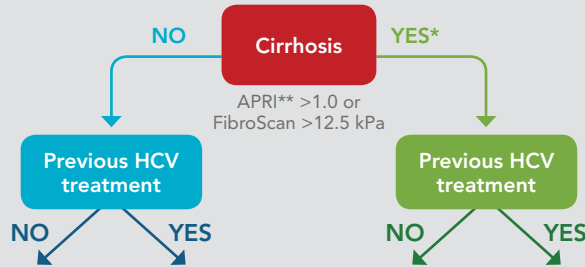 NO
Cirrhosis
YES*
APRI** >1.0 or
FibroScan >12.5 kPa
Previous HCV
treatment
Previous HCV
treatment
NO
YES
NO
YES